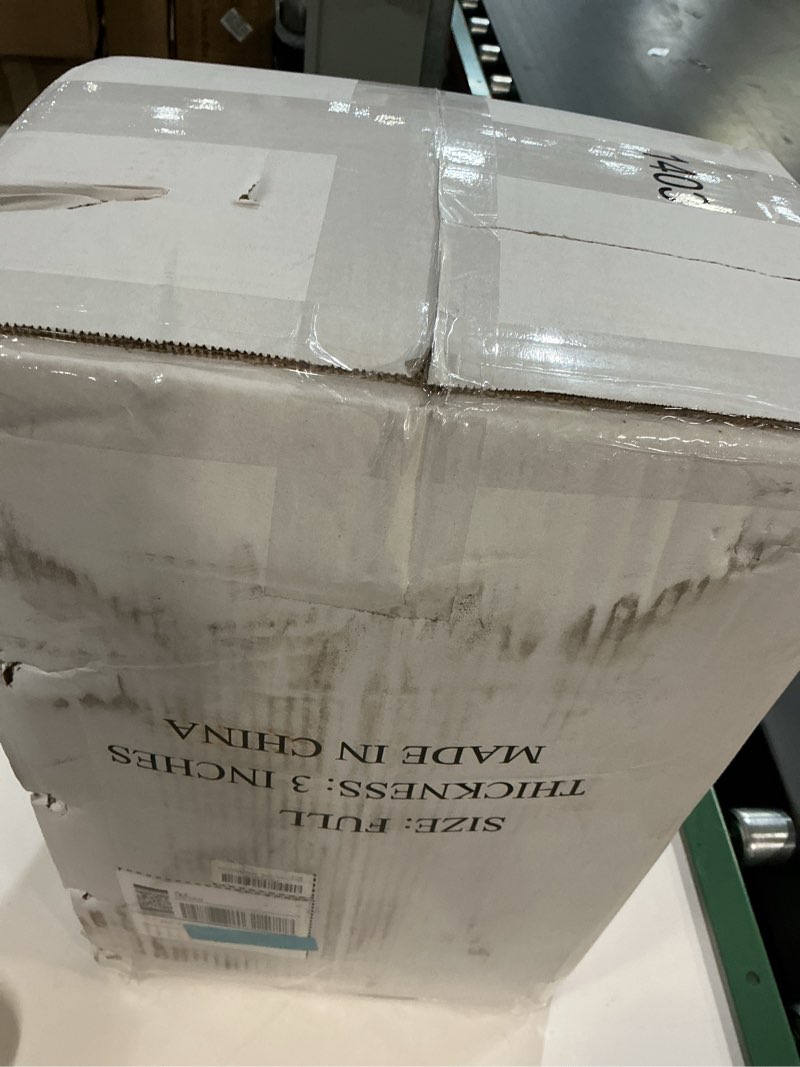 SIZE: FULL
THICKNESS: 3 INCHES
MADE IN CHINA